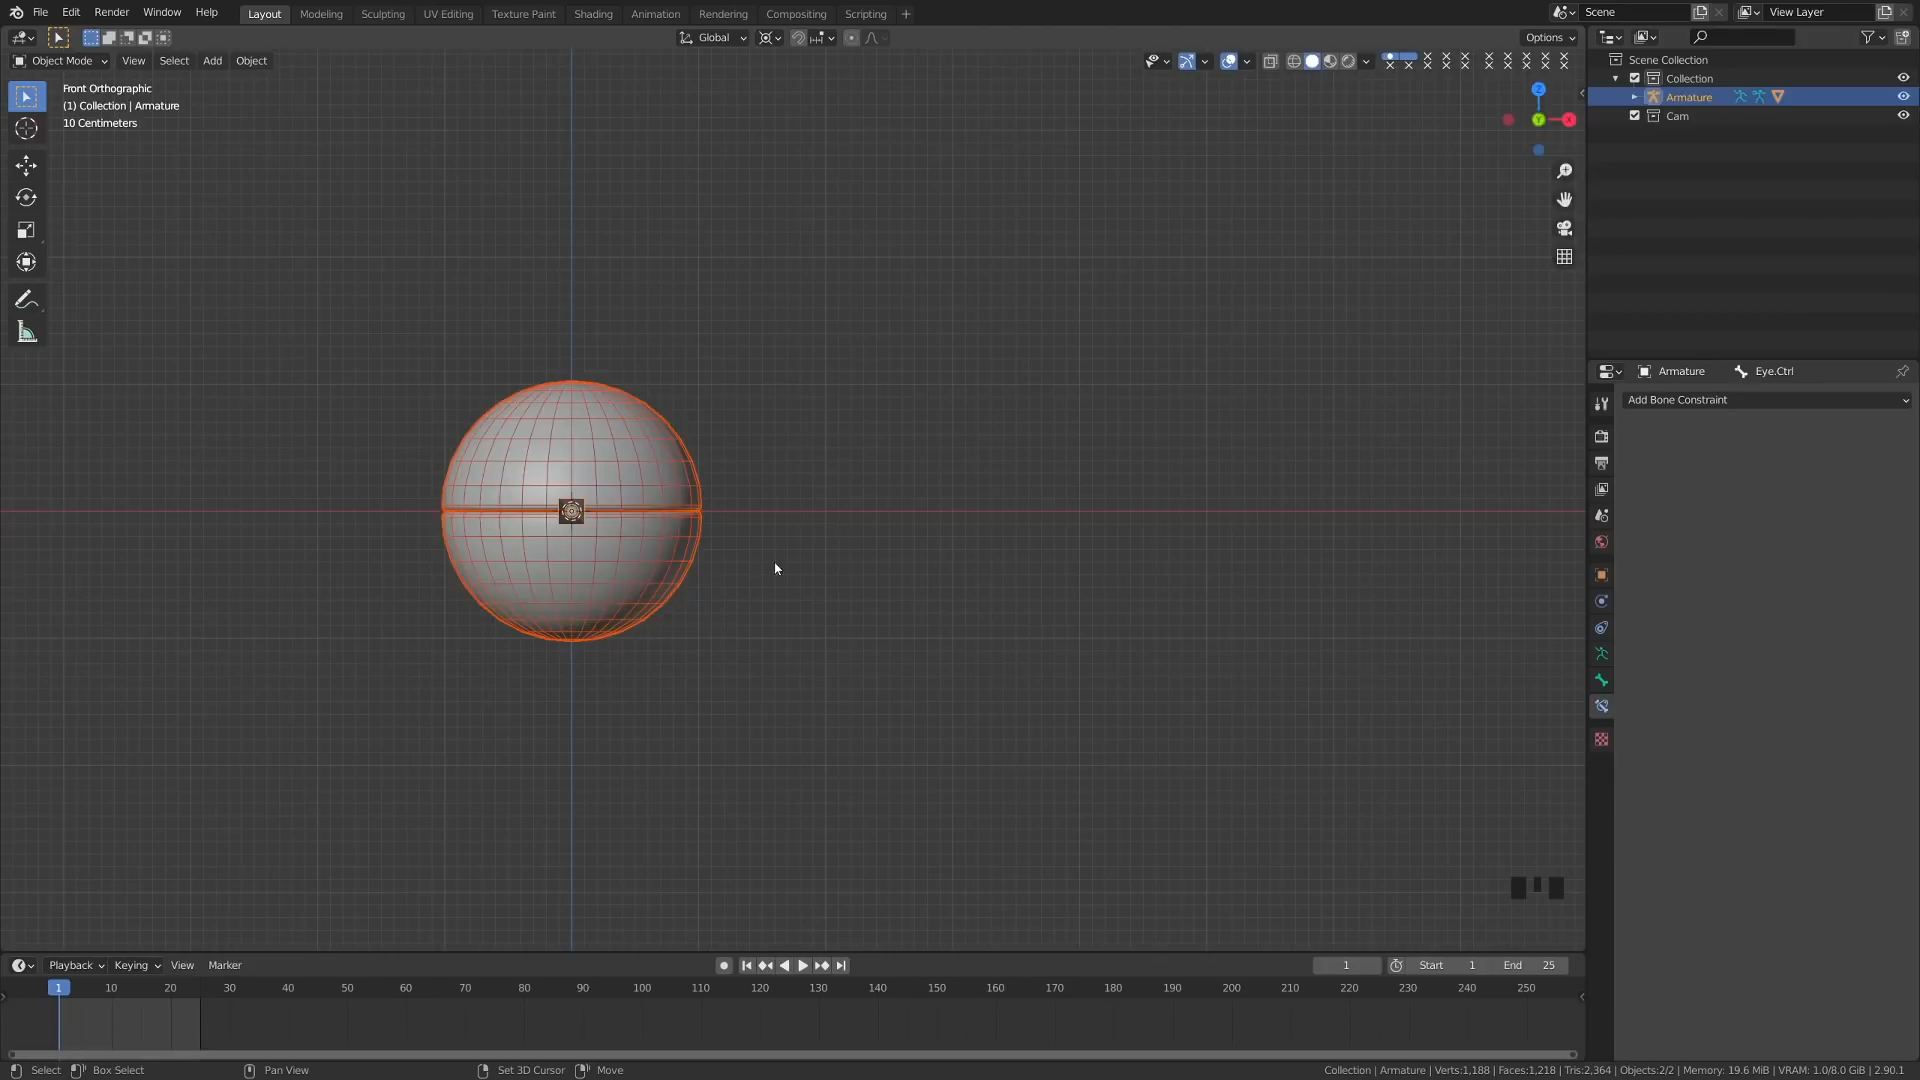 File Edit Render Window Help Layout Modeling Sculpting UV Editing Texture Paint Shading Animation Rendering Compositing Scripting + Scene View Layer
Global Options
Object Mode View Select Add Object
Front Orthographic
(1) Collection | Armature
10 Centimeters
Z
Y
X
Scene Collection
Collection
Armature
Cam
Armature Eye.Ctrl
Add Bone Constraint
Playback Keying View Marker 1 Start 1 End 25
1 10 20 30 40 50 60 70 80 90 100 110 120 130 140 150 160 170 180 190 200 210 220 230 240 250
Select Box Select Pan View Set 3D Cursor Move Collection | Armature | Verts:1,188 | Faces:1,218 | Tris:2,364 | Objects:2/2 | Memory: 19.6 MiB | VRAM: 1.0/8.0 GiB | 2.90.1